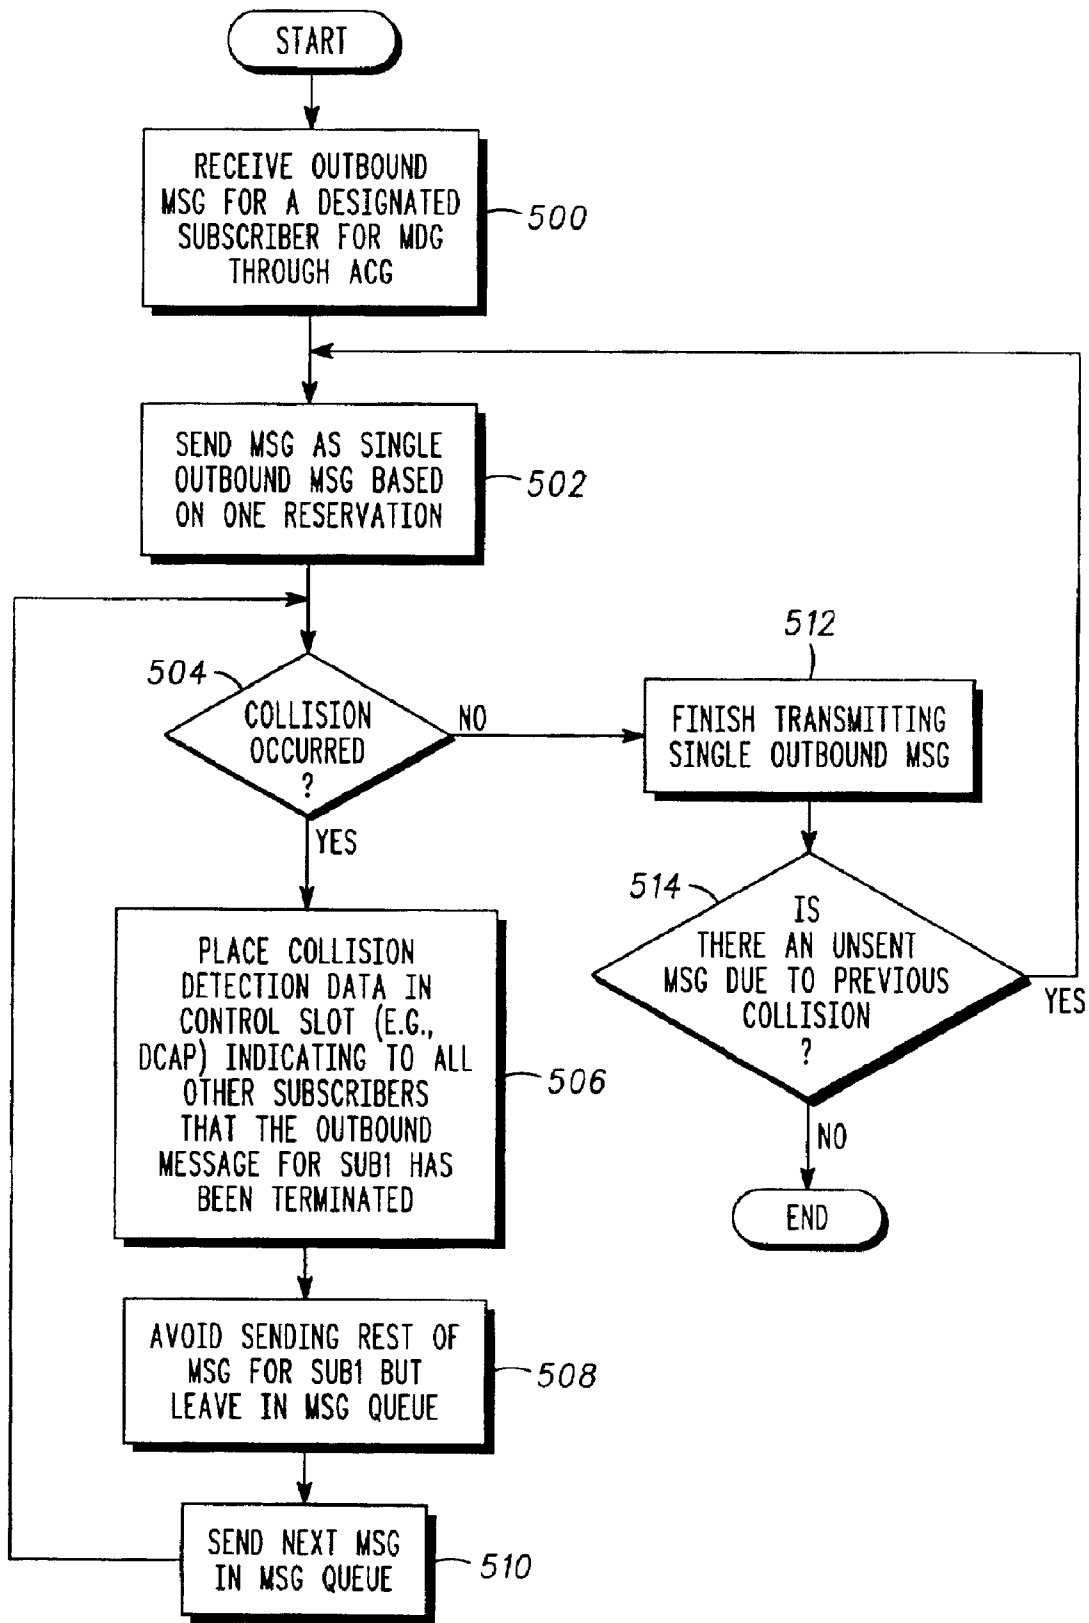 START
RECEIVE OUTBOUND
MSG FOR A DESIGNATED
SUBSCRIBER FOR MDG
THROUGH ACG
500
SEND MSG AS SINGLE
OUTBOUND MSG BASED
ON ONE RESERVATION
502
504
COLLISION
OCCURRED
?
NO
YES
512
FINISH TRANSMITTING
SINGLE OUTBOUND MSG
514
IS
THERE AN UNSENT
MSG DUE TO PREVIOUS
COLLISION
?
YES
NO
END
PLACE COLLISION
DETECTION DATA IN
CONTROL SLOT (E.G.,
DCAP) INDICATING TO ALL
OTHER SUBSCRIBERS
THAT THE OUTBOUND
MESSAGE FOR SUB1 HAS
BEEN TERMINATED
506
AVOID SENDING REST OF
MSG FOR SUB1 BUT
LEAVE IN MSG QUEUE
508
SEND NEXT MSG
IN MSG QUEUE
510